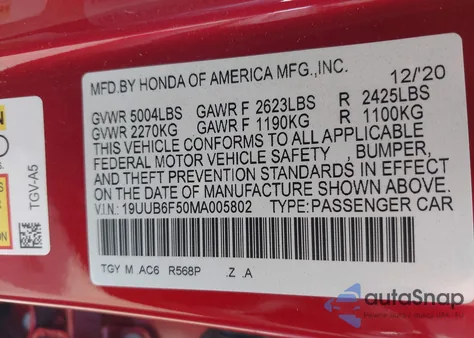 MFD.BY HONDA OF AMERICA MFG.,INC.
12/'20
GVWR 5004LBS GAWR F 2623LBS R 2425LBS
GVWR 2270KG GAWR F 1190KG R 1100KG
THIS VEHICLE CONFORMS TO ALL APPLICABLE
FEDERAL MOTOR VEHICLE SAFETY , BUMPER,
AND THEFT PREVENTION STANDARDS IN EFFECT
ON THE DATE OF MANUFACTURE SHOWN ABOVE.
V.I.N.: 19UUB6F50MA005802 TYPE:PASSENGER CAR
TGY M AC6 R568P .Z .A
TGV-A5
autoSnap